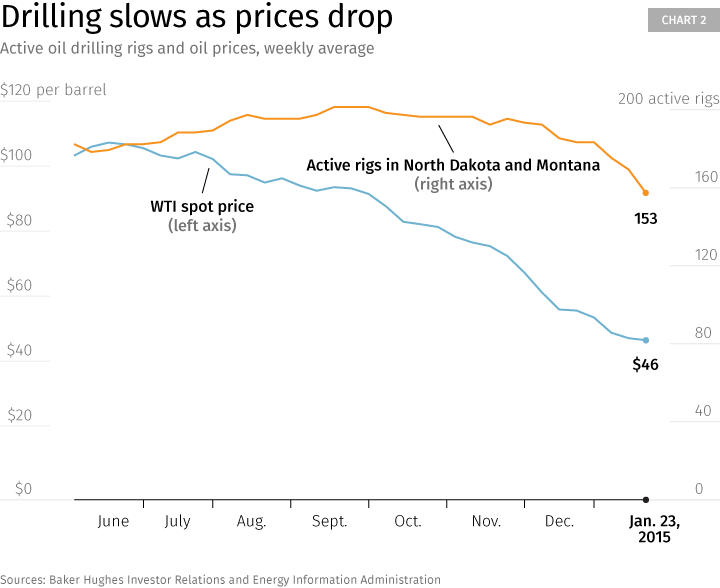 Drilling slows as prices drop
CHART 2
Active oil drilling rigs and oil prices, weekly average
$120 per barrel
200 active rigs
$100
Active rigs in North Dakota and Montana
(right axis)
160
WTI spot price
(left axis)
153
$80
120
$60
80
$40
$46
$20
40
$0
0
June
July
Aug.
Sept.
Oct.
Nov.
Dec.
Jan. 23,
2015
Sources: Baker Hughes Investor Relations and Energy Information Administration